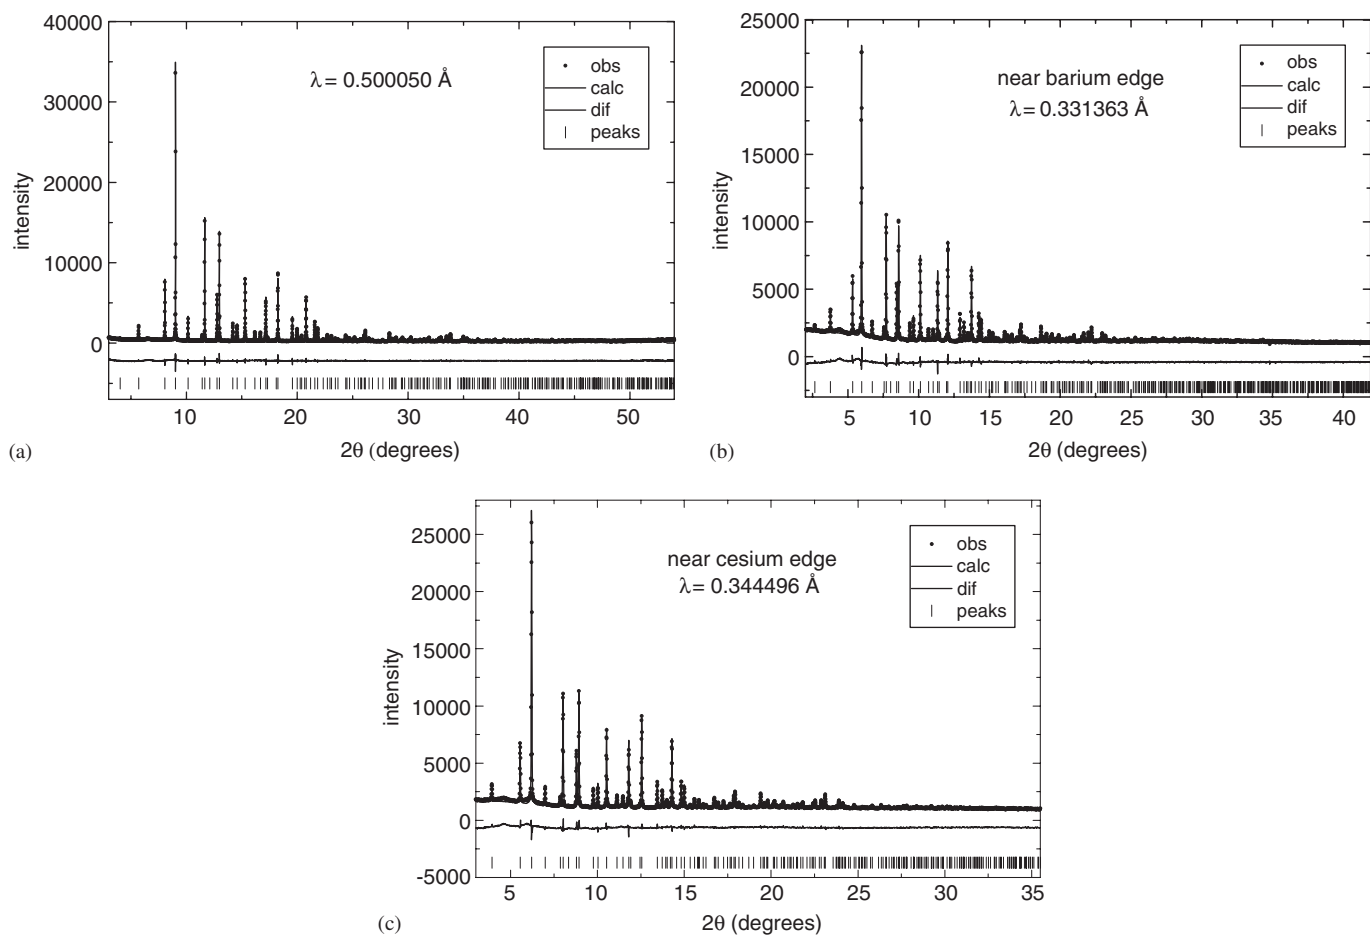 40000
30000
20000
10000
0
intensity
λ = 0.500050 Å
obs
calc
dif
peaks
10 20 30 40 50
2θ (degrees)
(a)
25000
20000
15000
10000
5000
0
intensity
near barium edge
λ = 0.331363 Å
obs
calc
dif
peaks
5 10 15 20 25 30 35 40
2θ (degrees)
(b)
25000
20000
15000
10000
5000
0
-5000
intensity
near cesium edge
λ = 0.344496 Å
obs
calc
dif
peaks
5 10 15 20 25 30 35
2θ (degrees)
(c)